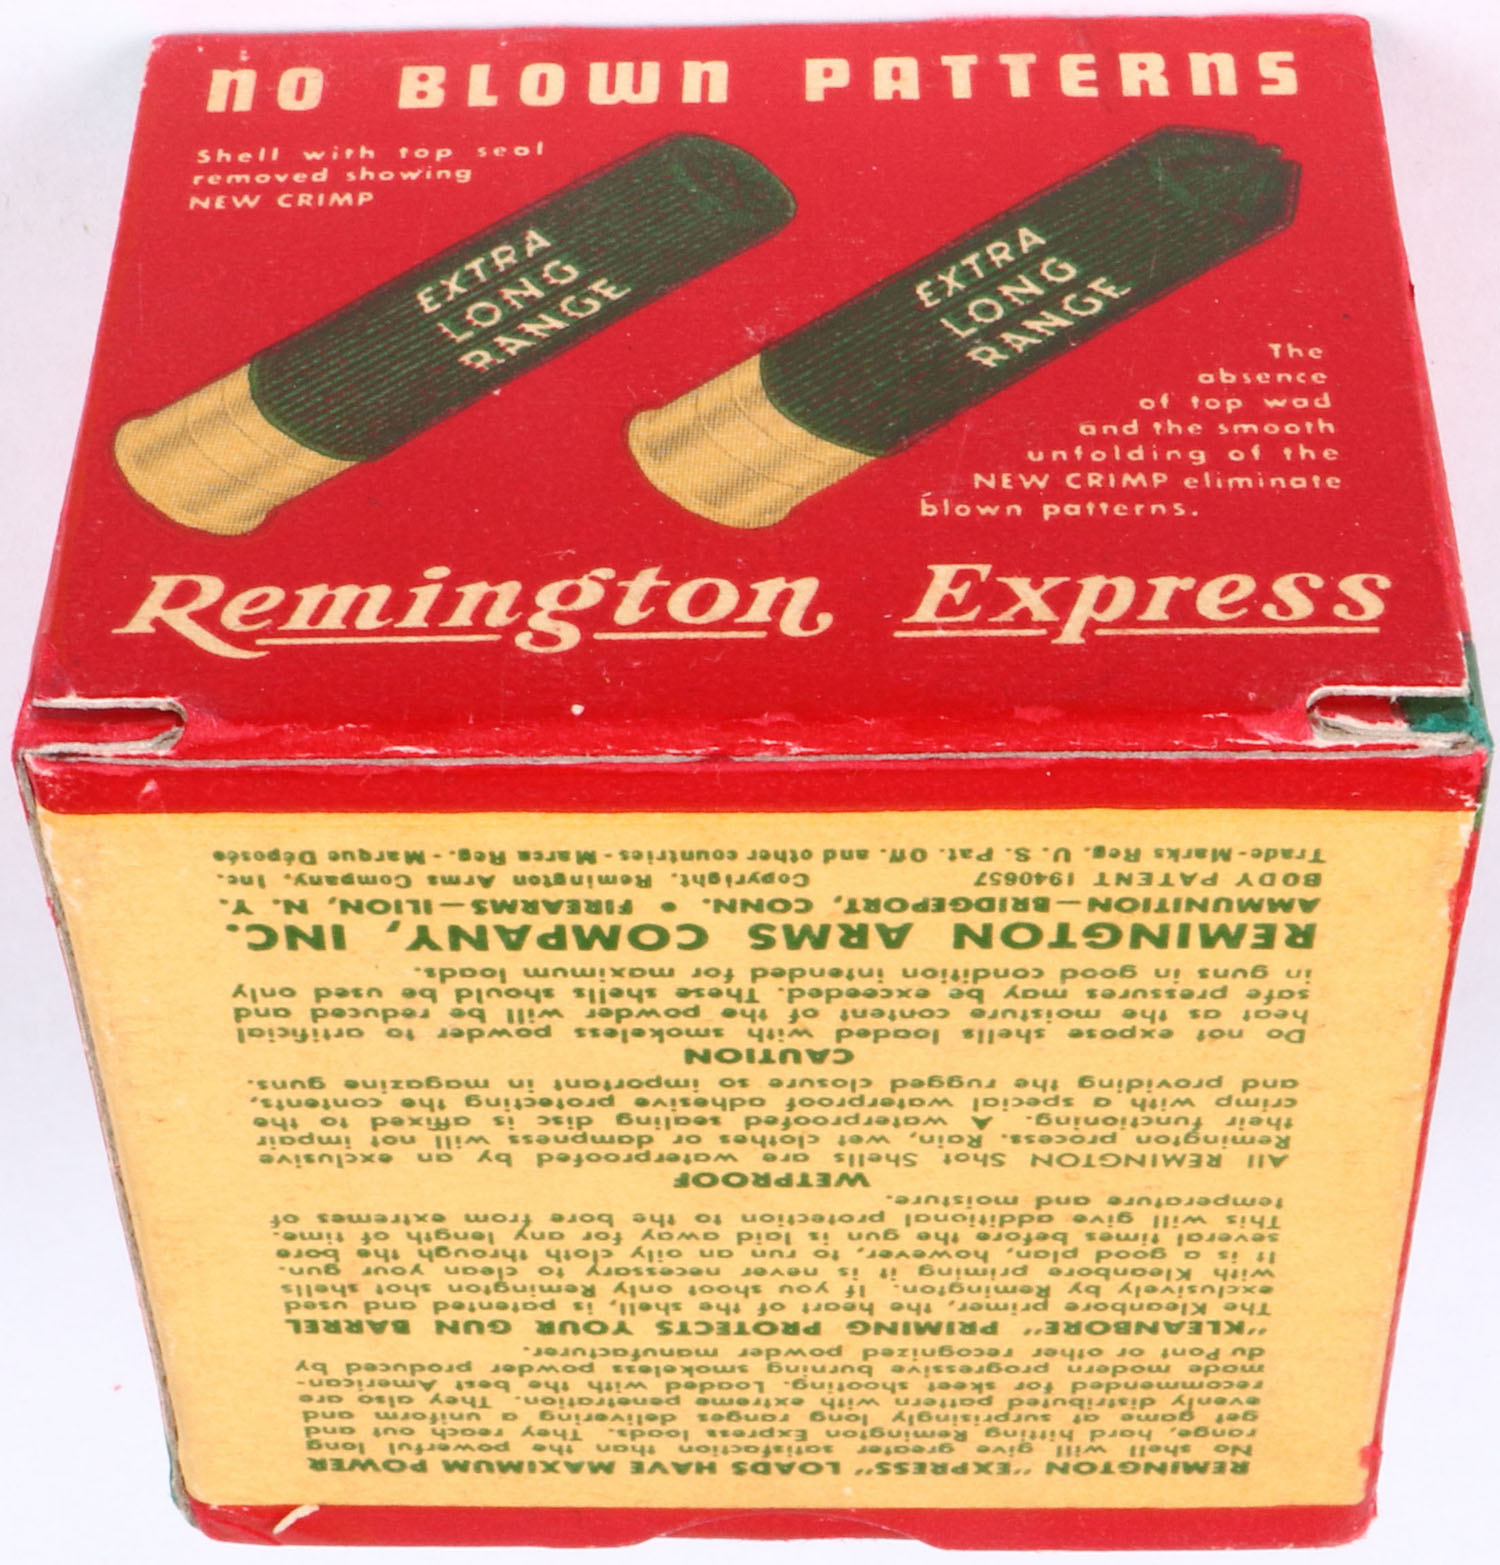 NO BLOWN PATTERNS
Shell with top seal
removed showing
NEW CRIMP
EXTRA
LONG
RANGE
EXTRA
LONG
RANGE
The
absence
of top wad
and the smooth
unfolding of the
NEW CRIMP eliminate
blown patterns.
Remington Express
REMINGTON "EXPRESS" LOADS HAVE MAXIMUM POWER
No shell will give greater satisfaction than the powerful long
range, hard hitting Remington Express loads. They reach out and
get game at surprisingly long ranges delivering a uniform and
evenly distributed pattern with extreme penetration. They also are
recommended for skeet shooting. Loaded with the best American-
made modern progressive burning smokeless powder produced by
du Pont or other recognized powder manufacturer.
"KLEANBORE" PRIMING PROTECTS YOUR GUN BARREL
The Kleanbore primer, the heart of the shell, is patented and used
exclusively by Remington. If you shoot only Remington shot shells
with Kleanbore priming it is never necessary to clean your gun.
It is a good plan, however, to run an oily cloth through the bore
several times before the gun is laid away for any length of time.
This will give additional protection to the bore from extremes of
temperature and moisture.
WETPROOF
All REMINGTON Shot Shells are waterproofed by an exclusive
Remington process. Rain, wet clothes or dampness will not impair
their functioning. A waterproofed sealing disc is affixed to the
crimp with a special waterproof adhesive protecting the contents,
and providing the rugged closure so important in magazine guns.
CAUTION
Do not expose shells loaded with smokeless powder to artificial
heat as the moisture content of the powder will be reduced and
safe pressures may be exceeded. These shells should be used only
in guns in good condition intended for maximum loads.
REMINGTON ARMS COMPANY, INC.
AMMUNITION—BRIDGEPORT, CONN. • FIREARMS—ILION, N. Y.
BODY PATENT 1940657 Copyright. Remington Arms Company, Inc.
Trade-Marks Reg. U. S. Pat. Off. and other countries-Marca Reg.-Marque Déposée